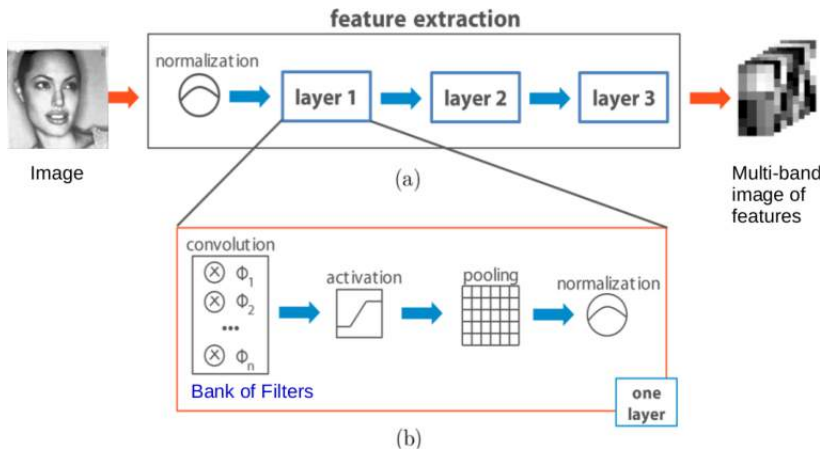 feature extraction
normalization
layer 1
layer 2
layer 3
Image
(a)
Multi-band
image of
features
convolution
Φ1
Φ2
...
Φn
activation
pooling
normalization
Bank of Filters
one
layer
(b)